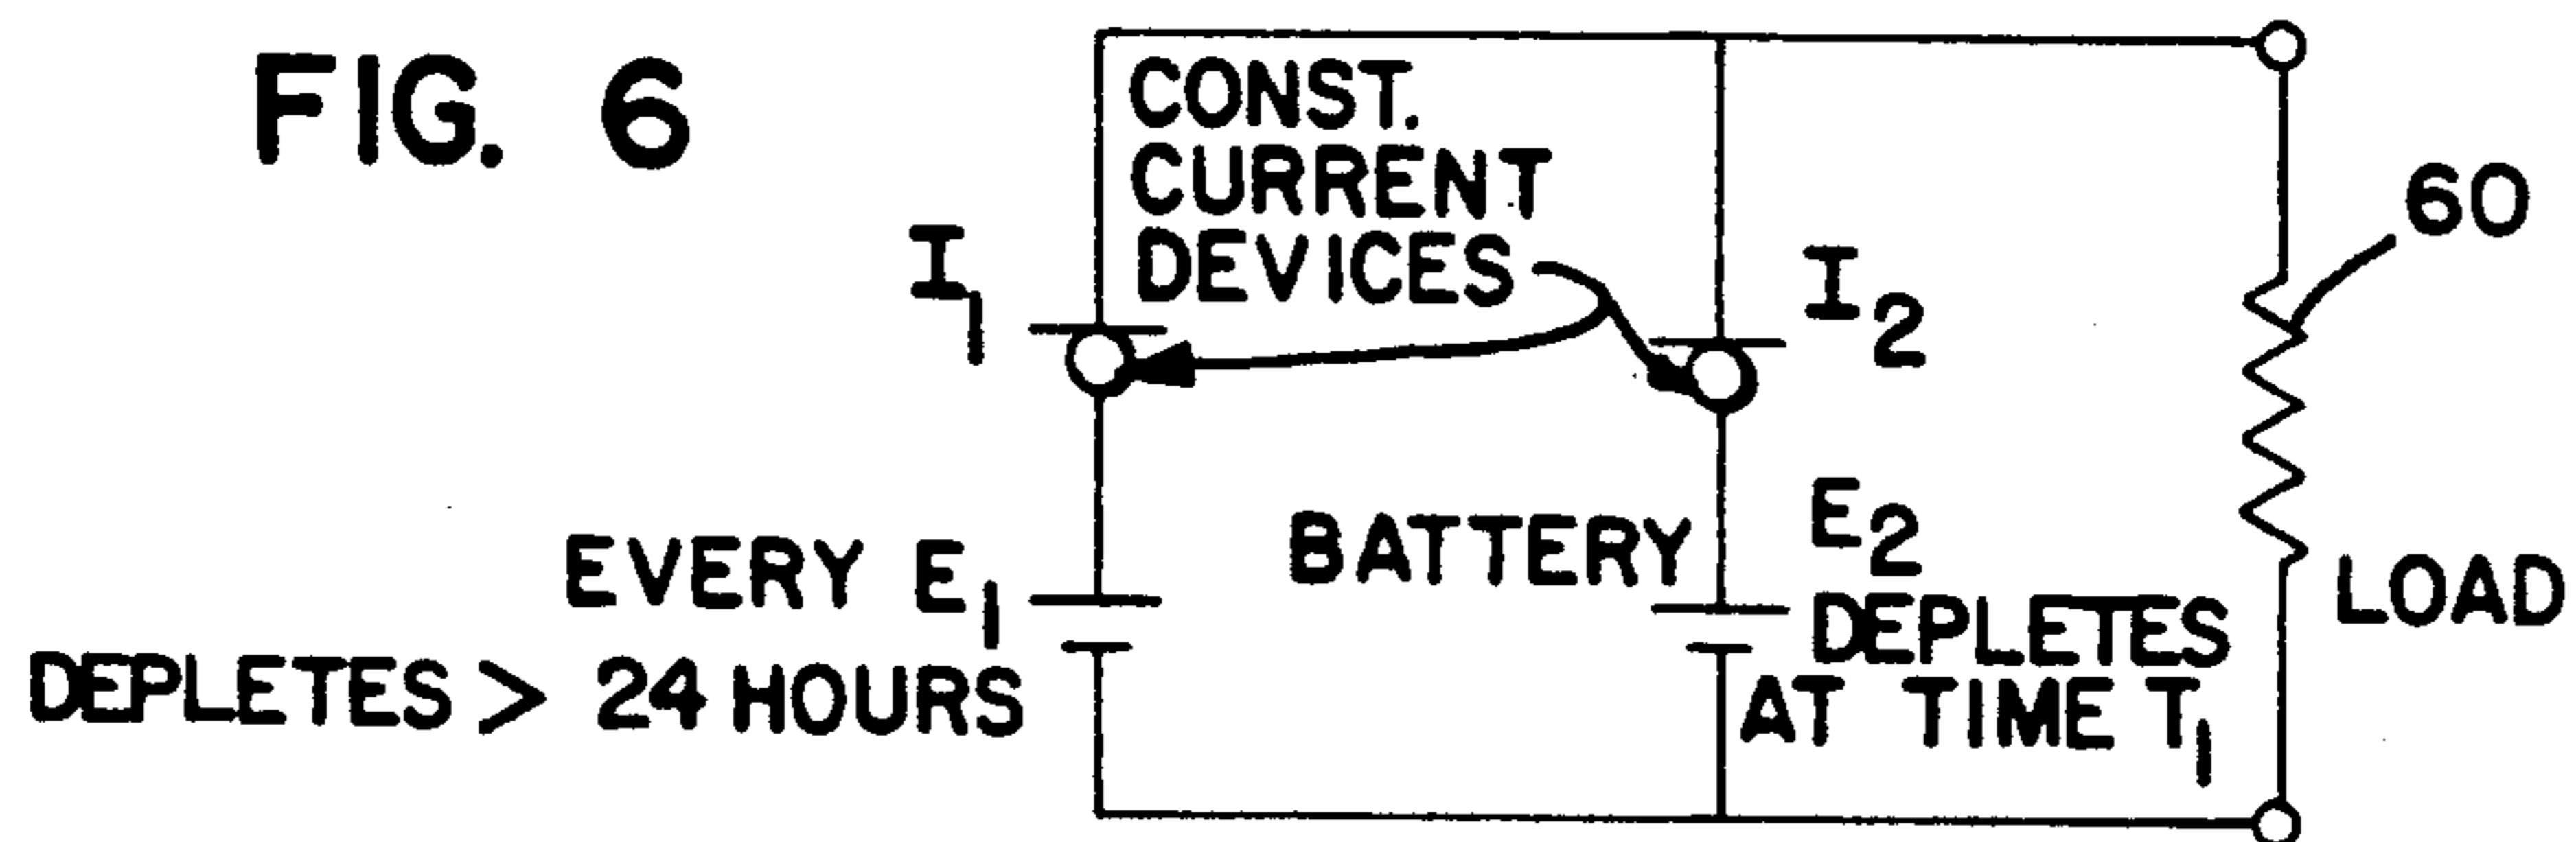 FIG. 6
CONST.
CURRENT
DEVICES
I₁
I₂
60
EVERY E₁
DEPLETES > 24 HOURS
BATTERY
E₂
DEPLETES
AT TIME T₁
LOAD